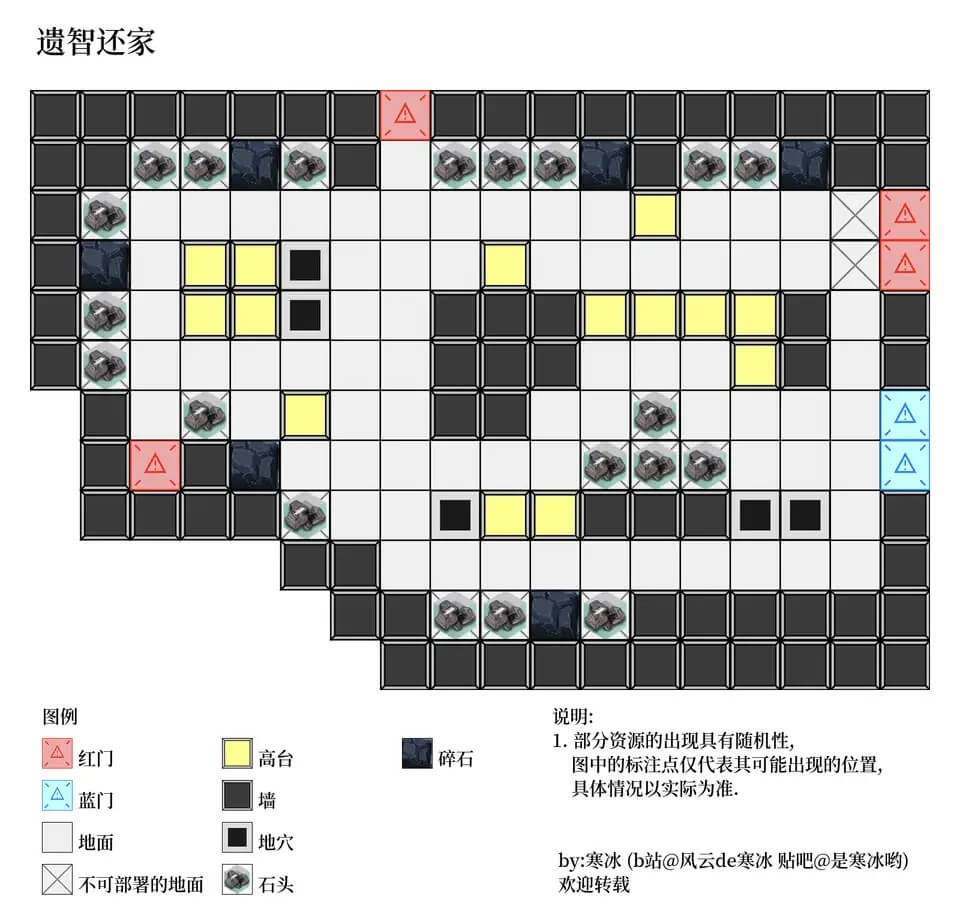 遗智还家
图例
红门
蓝门
地面
不可部署的地面
高台
墙
地穴
石头
碎石
说明:
1. 部分资源的出现具有随机性,
图中的标注点仅代表其可能出现的位置,
具体情况以实际为准.
by:寒冰 (b站@风云de寒冰 贴吧@是寒冰哟)
欢迎转载